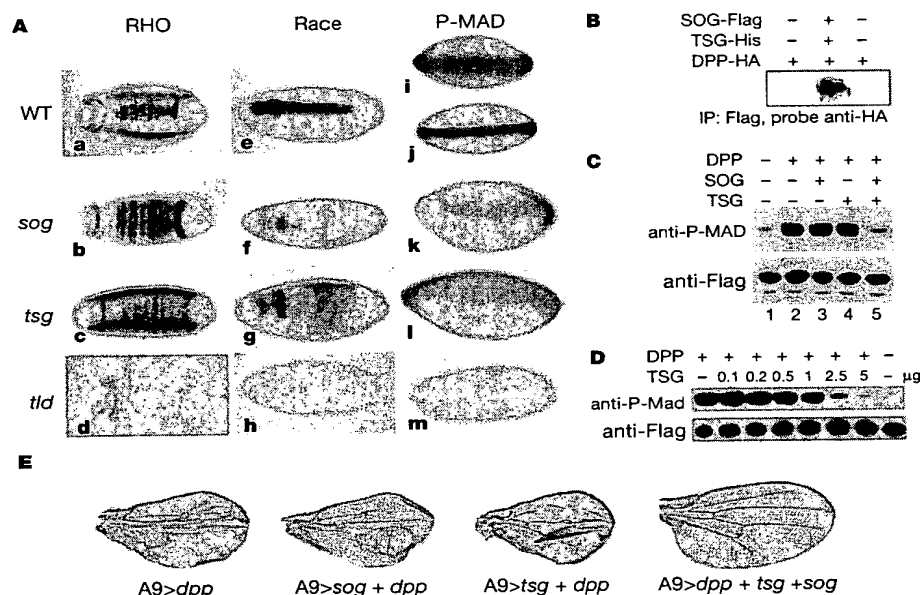 A
RHO
Race
P-MAD
WT
a
e
i
j
sog
b
f
k
tsg
c
g
l
tld
d
h
m
B
SOG-Flag – + –
TSG-His – + –
DPP-HA + + +
IP: Flag, probe anti-HA
C
DPP – + + + +
SOG – – + – +
TSG – – – + +
anti-P-MAD
anti-Flag
1 2 3 4 5
D
DPP + + + + + + + –
TSG – 0.1 0.2 0.5 1 2.5 5 – μg
anti-P-Mad
anti-Flag
E
A9>dpp
A9>sog + dpp
A9>tsg + dpp
A9>dpp + tsg +sog